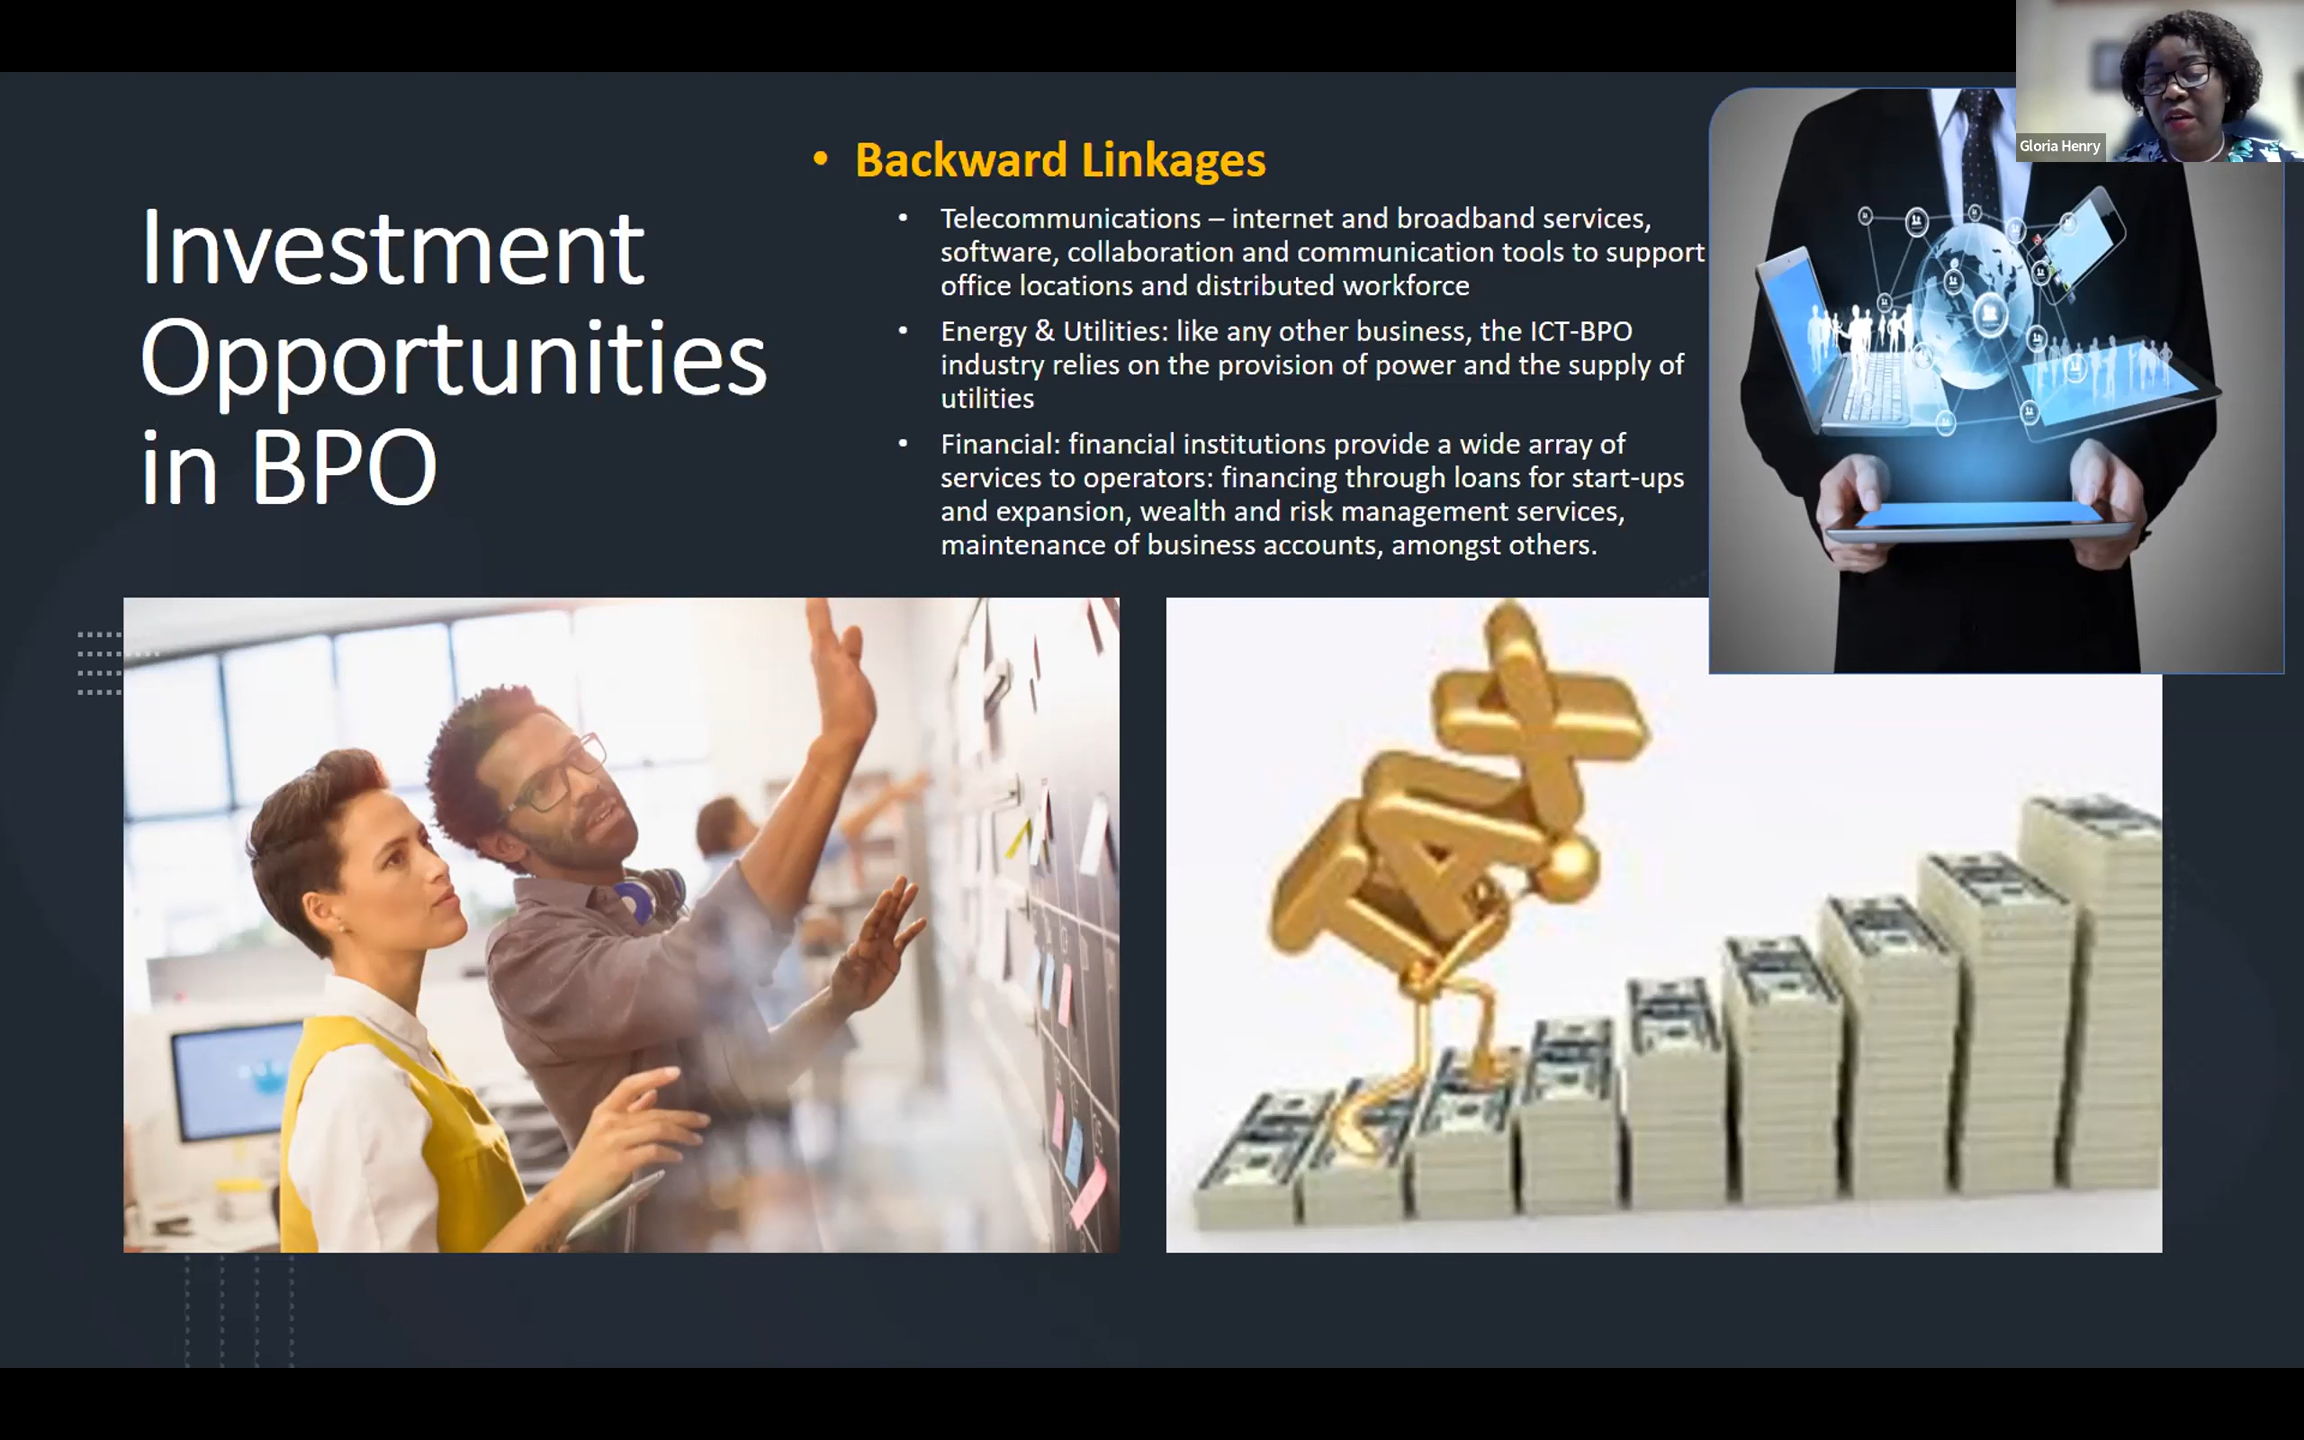 Gloria Henry
Investment
Opportunities
in BPO
• Backward Linkages
• Telecommunications – internet and broadband services,
software, collaboration and communication tools to support
office locations and distributed workforce
• Energy & Utilities: like any other business, the ICT-BPO
industry relies on the provision of power and the supply of
utilities
• Financial: financial institutions provide a wide array of
services to operators: financing through loans for start-ups
and expansion, wealth and risk management services,
maintenance of business accounts, amongst others.
TAX